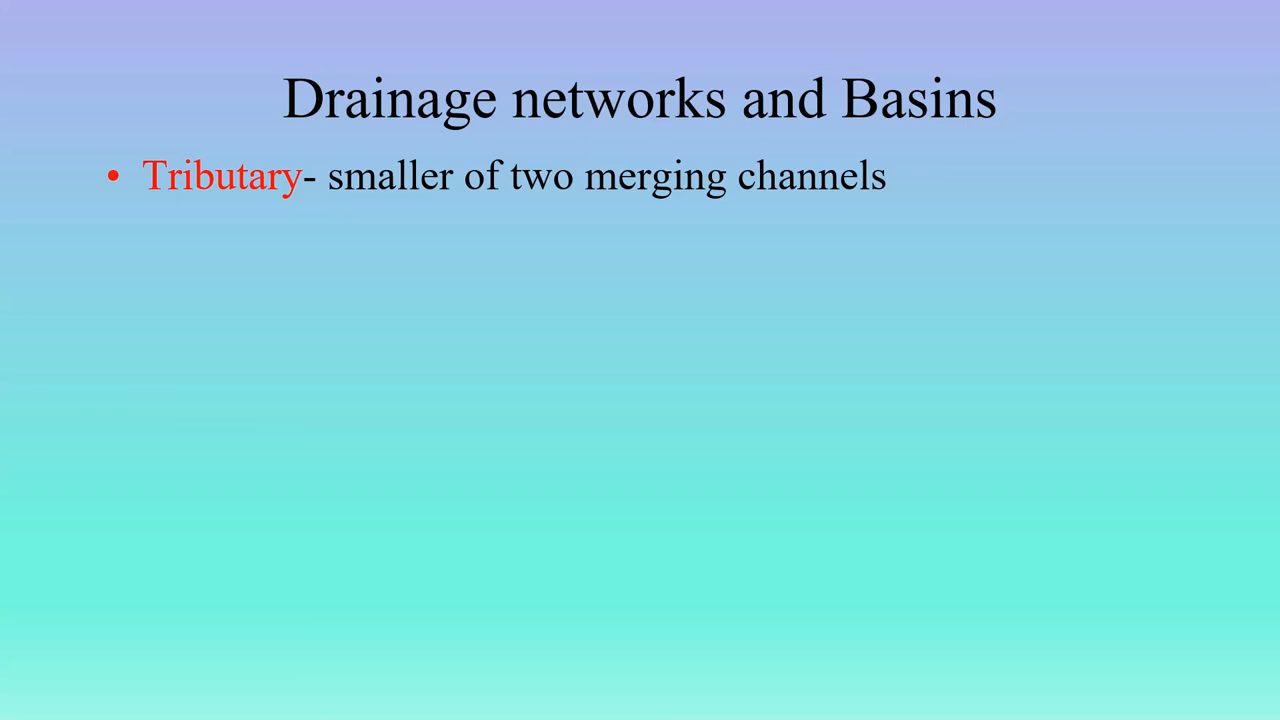 Drainage networks and Basins
• Tributary- smaller of two merging channels